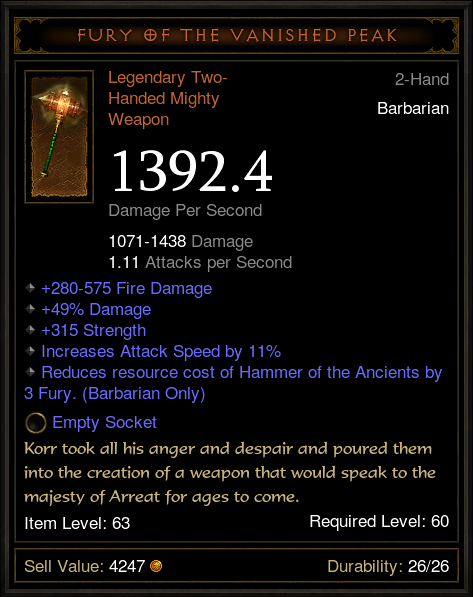 FURY OF THE VANISHED PEAK
Legendary Two-
Handed Mighty
Weapon
2-Hand
Barbarian
1392.4
Damage Per Second
1071-1438 Damage
1.11 Attacks per Second
+280-575 Fire Damage
+49% Damage
+315 Strength
Increases Attack Speed by 11%
Reduces resource cost of Hammer of the Ancients by
3 Fury. (Barbarian Only)
Empty Socket
Korr took all his anger and despair and poured them
into the creation of a weapon that would speak to the
majesty of Arreat for ages to come.
Item Level: 63
Required Level: 60
Sell Value: 4247
Durability: 26/26